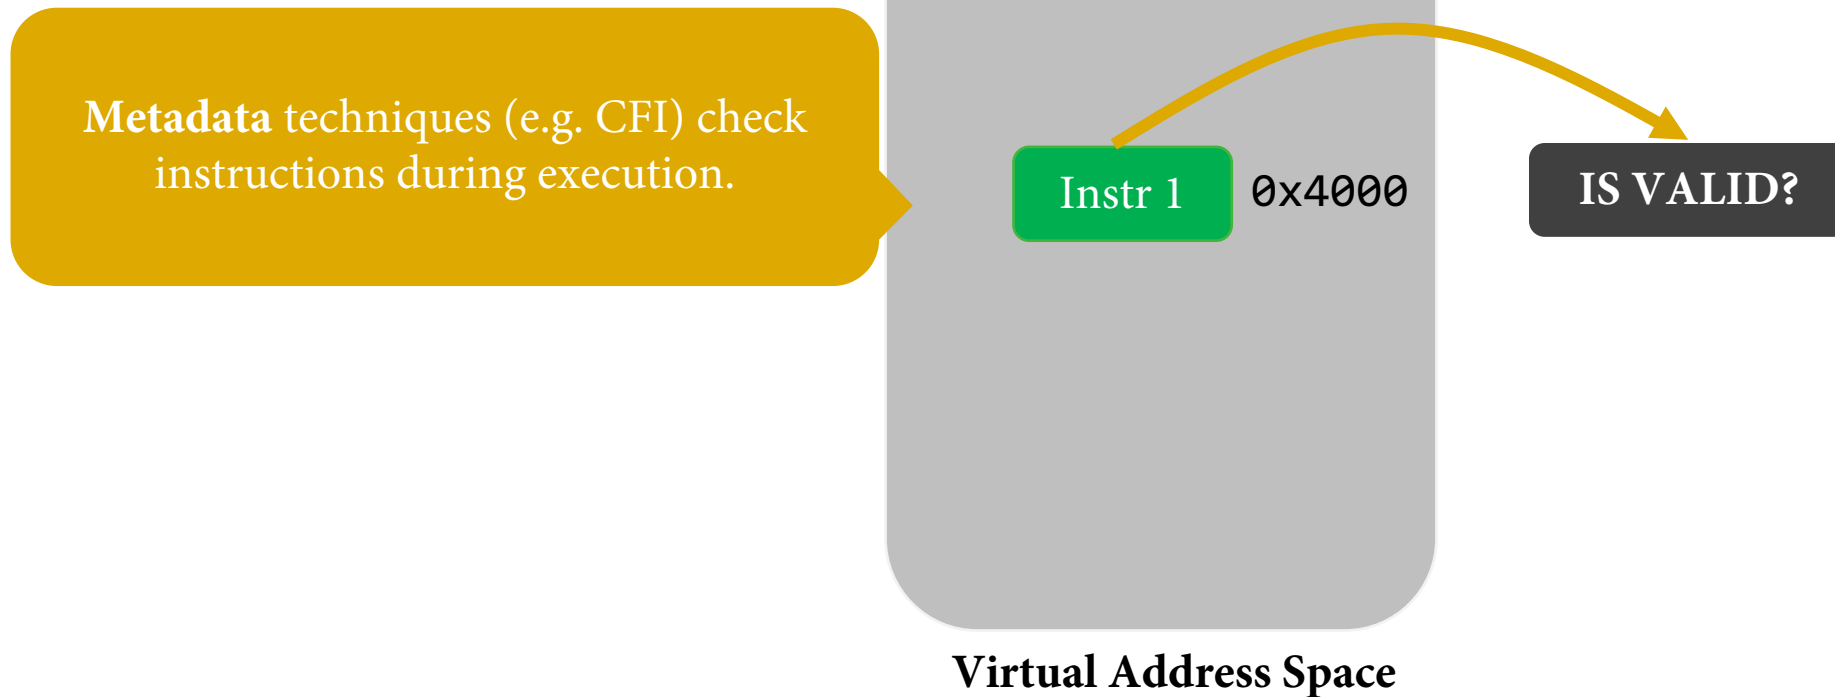 Metadata techniques (e.g. CFI) check
instructions during execution.
Instr 1
0x4000
IS VALID?
Virtual Address Space